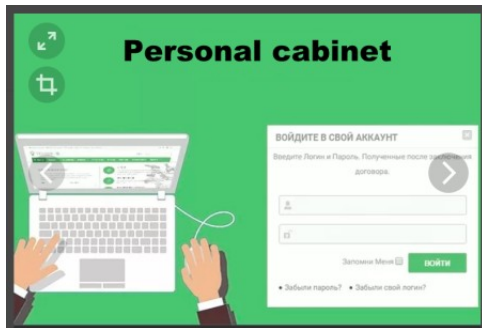 Personal cabinet
ВОЙДИТЕ В СВОЙ АККАУНТ
Введите Логин и Пароль. Полученные после заключения
договора.
Запомни Меня
ВОЙТИ
• Забыли пароль? • Забыли свой логин?